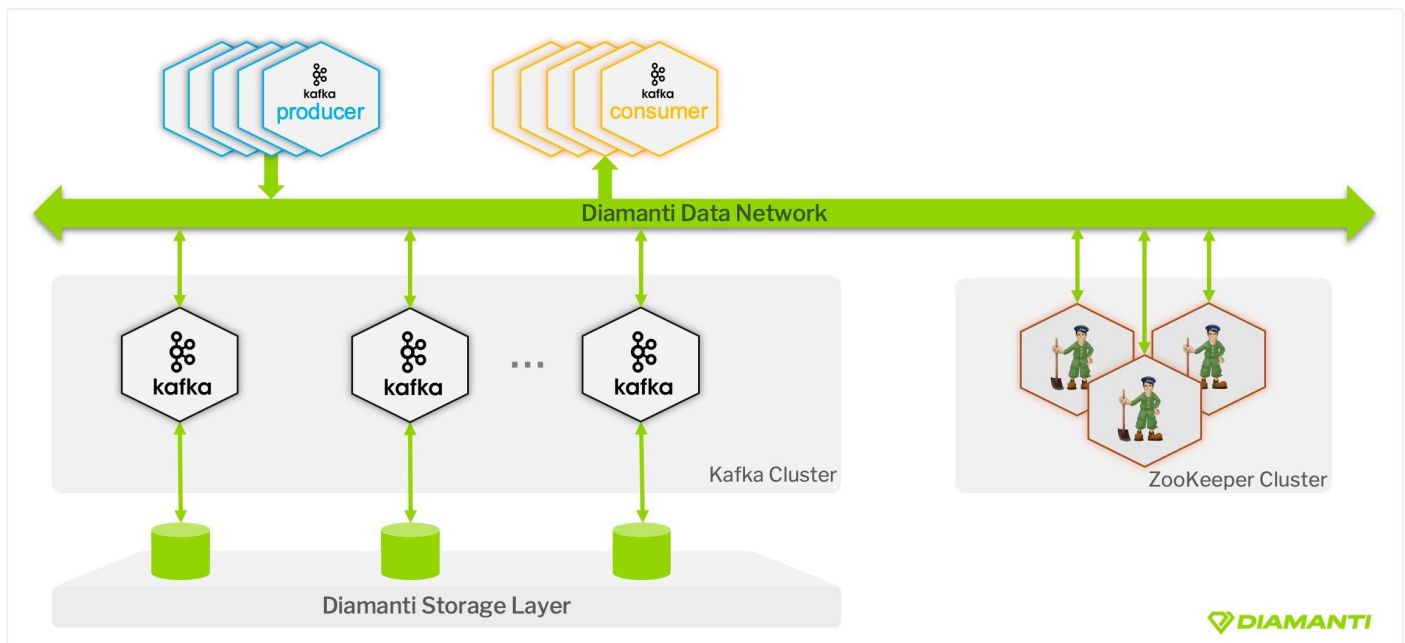 kafka
producer
kafka
consumer
Diamanti Data Network
kafka
kafka
...
kafka
Kafka Cluster
ZooKeeper Cluster
Diamanti Storage Layer
DIAMANTI